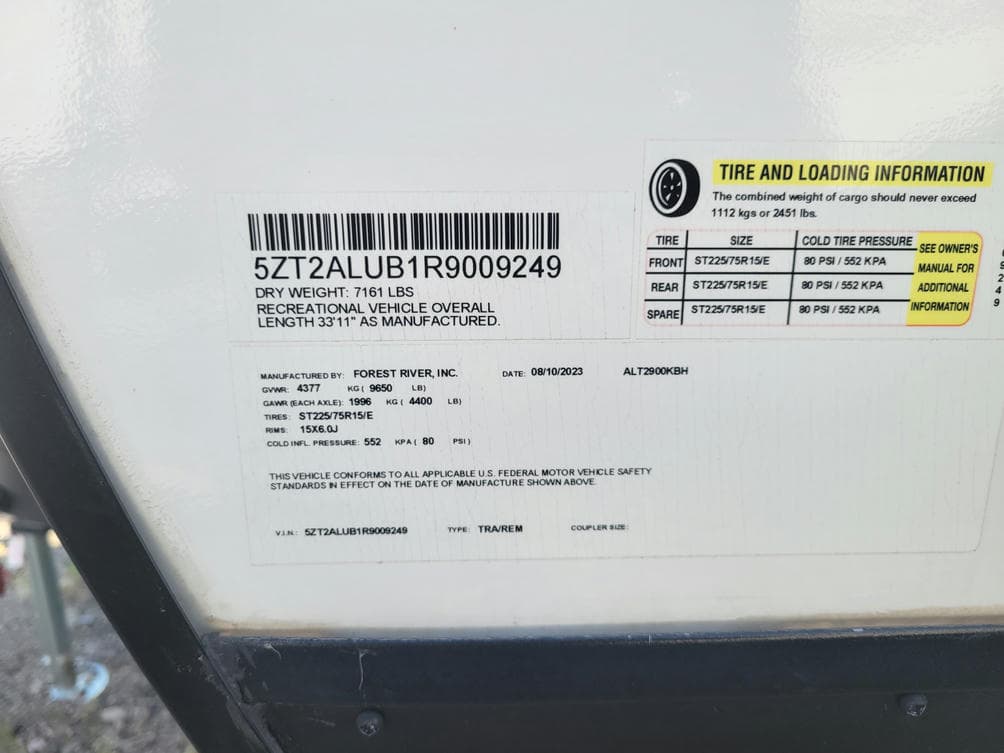 TIRE AND LOADING INFORMATION
The combined weight of cargo should never exceed
1112 kgs or 2451 lbs.
TIRE SIZE COLD TIRE PRESSURE
FRONT ST225/75R15/E 80 PSI / 552 KPA
REAR ST225/75R15/E 80 PSI / 552 KPA
SPARE ST225/75R15/E 80 PSI / 552 KPA
SEE OWNER'S
MANUAL FOR
ADDITIONAL
INFORMATION
5ZT2ALUB1R9009249
DRY WEIGHT: 7161 LBS
RECREATIONAL VEHICLE OVERALL
LENGTH 33'11" AS MANUFACTURED.
MANUFACTURED BY: FOREST RIVER, INC. DATE: 08/10/2023 ALT2900KBH
GVWR: 4377 KG ( 9650 LB)
GAWR (EACH AXLE): 1996 KG ( 4400 LB)
TIRES: ST225/75R15/E
RIMS: 15X6.0J
COLD INFL. PRESSURE: 552 KPA ( 80 PSI )
THIS VEHICLE CONFORMS TO ALL APPLICABLE U.S. FEDERAL MOTOR VEHICLE SAFETY
STANDARDS IN EFFECT ON THE DATE OF MANUFACTURE SHOWN ABOVE.
V.I.N.: 5ZT2ALUB1R9009249 TYPE: TRA/REM COUPLER SIZE: